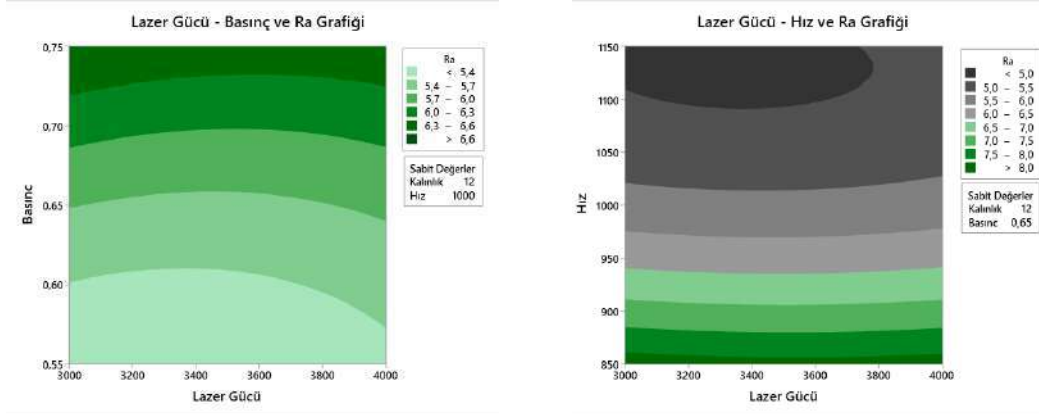 Lazer Gücü - Basınç ve Ra Grafiği
0,75
0,70
0,65
0,60
0,55
Basınc
3000 3200 3400 3600 3800 4000
Lazer Gücü
Ra
< 5,4
5,4 – 5,7
5,7 – 6,0
6,0 – 6,3
6,3 – 6,6
> 6,6
Sabit Değerler
Kalınlık 12
Hız 1000
Lazer Gücü - Hız ve Ra Grafiği
1150
1100
1050
1000
950
900
850
Hız
3000 3200 3400 3600 3800 4000
Lazer Gücü
Ra
< 5,0
5,0 – 5,5
5,5 – 6,0
6,0 – 6,5
6,5 – 7,0
7,0 – 7,5
7,5 – 8,0
> 8,0
Sabit Değerler
Kalınlık 12
Basınc 0,65